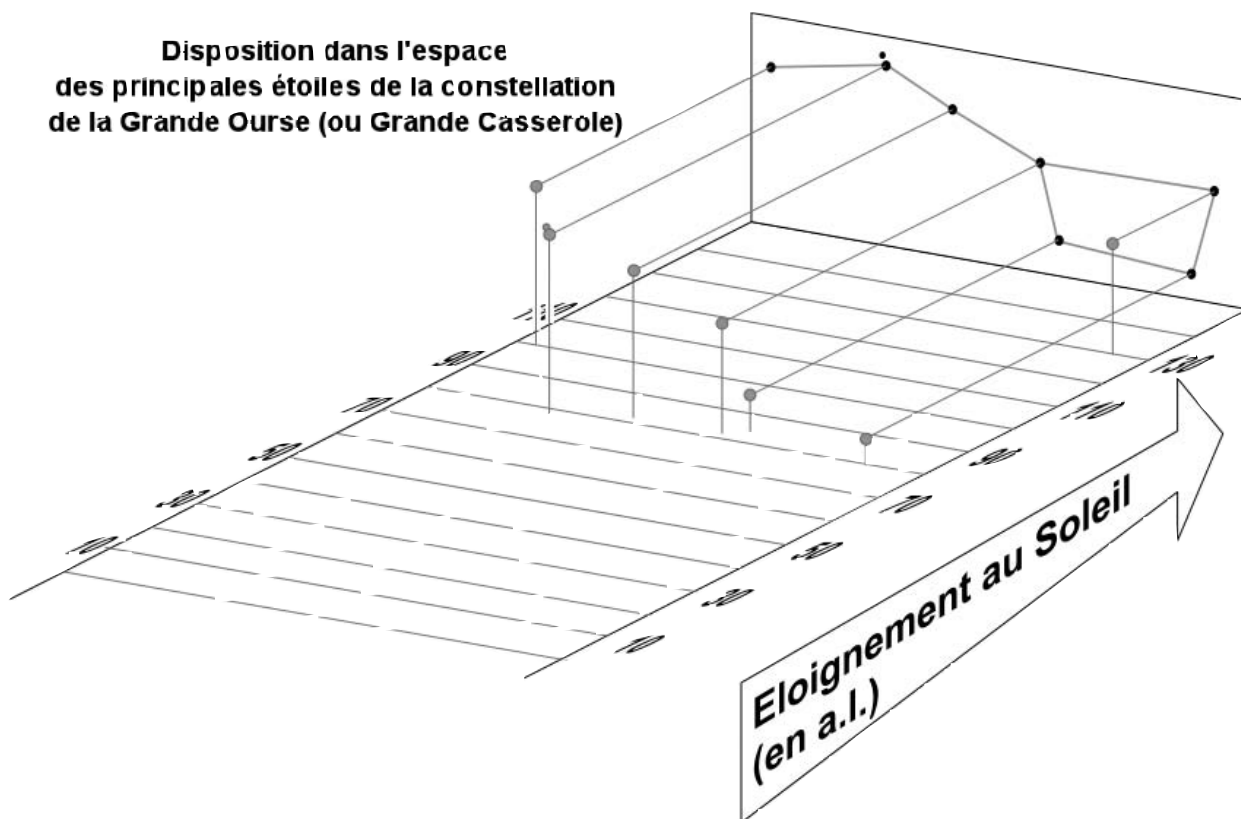 Disposition dans l'espace
des principales étoiles de la constellation
de la Grande Ourse (ou Grande Casserole)
90
70
50
30
10
130
110
90
70
50
30
10
Eloignement au Soleil
(en a.l.)